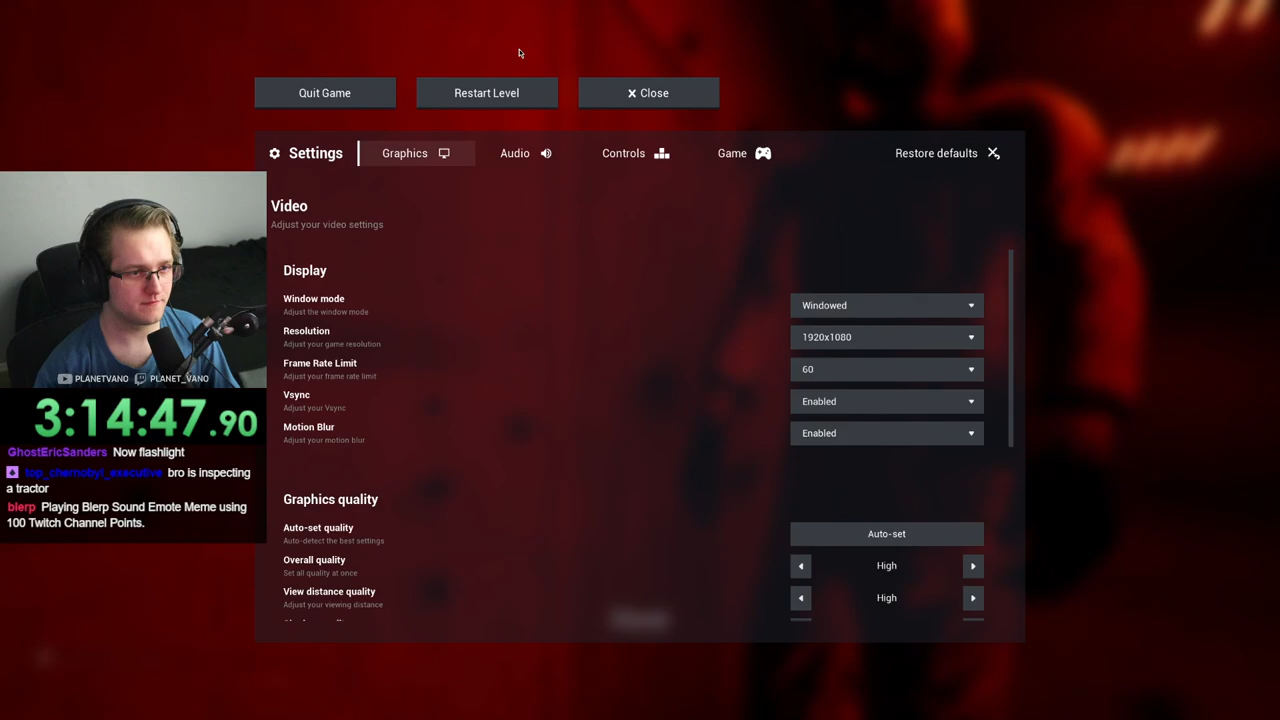 Quit Game
Restart Level
Close
Settings
Graphics
Audio
Controls
Game
Restore defaults
Video
Adjust your video settings
Display
Window mode
Adjust the window mode
Windowed
Resolution
Adjust your game resolution
1920x1080
Frame Rate Limit
Adjust your frame rate limit
60
Vsync
Adjust your Vsync
Enabled
Motion Blur
Adjust your motion blur
Enabled
Graphics quality
Auto-set quality
Auto-detect the best settings
Auto-set
Overall quality
Set all quality at once
High
View distance quality
Adjust your viewing distance
High
PLANETVANO
PLANET_VANO
3:14:47.90
GhostEricSanders Now flashlight
top_chernobyl_executive bro is inspecting
a tractor
blerp Playing Blerp Sound Emote Meme using
100 Twitch Channel Points.